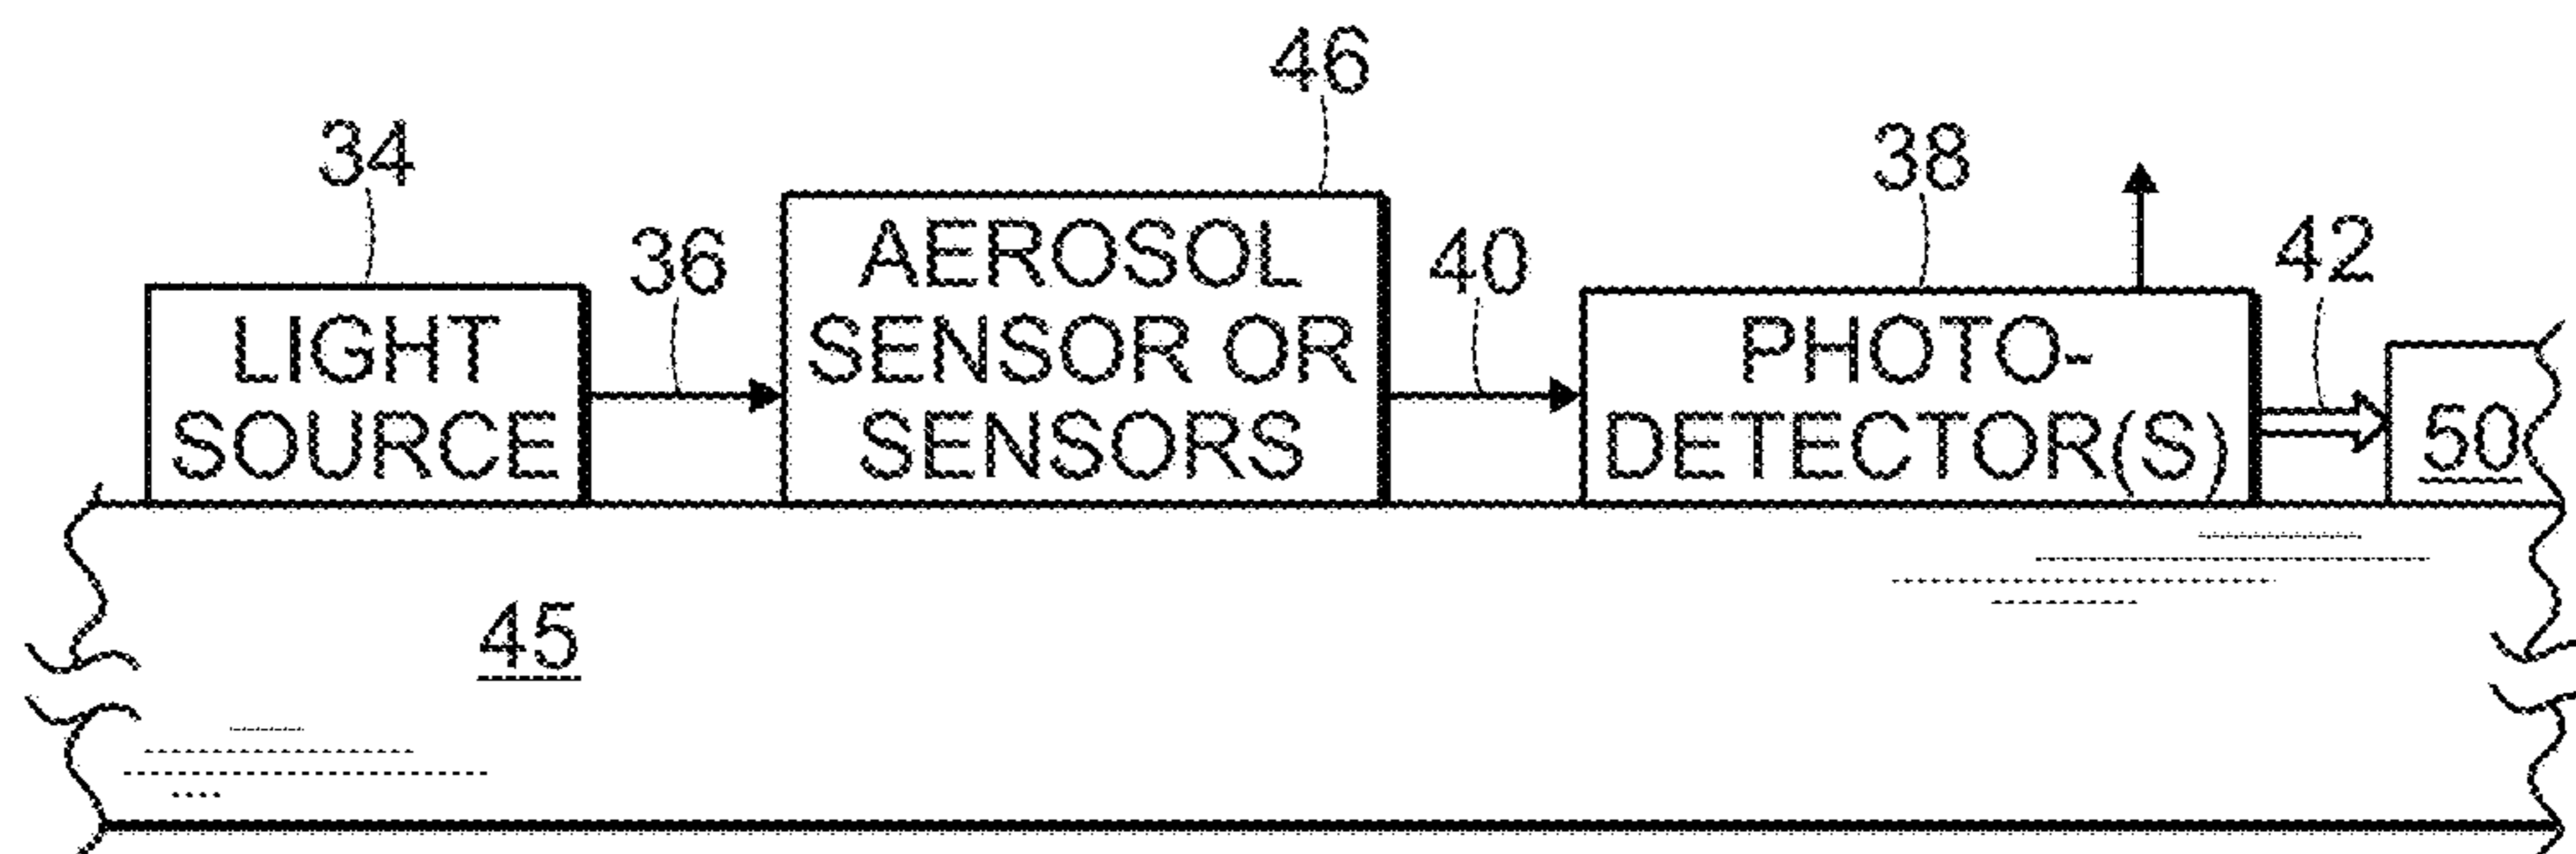 46
34
38
36
40
42
LIGHT
SOURCE
AEROSOL
SENSOR OR
SENSORS
PHOTO-
DETECTOR(S)
50
45